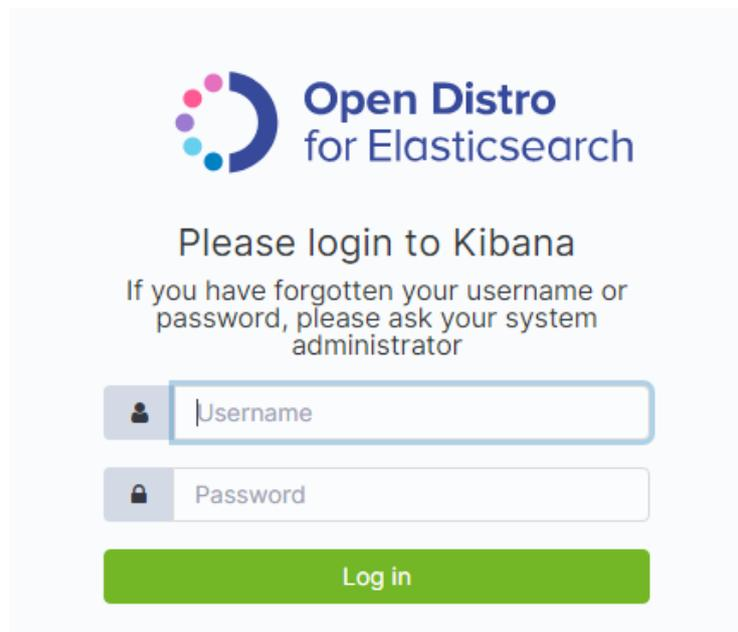 Open Distro
for Elasticsearch
Please login to Kibana
If you have forgotten your username or
password, please ask your system
administrator
Username
Password
Log in